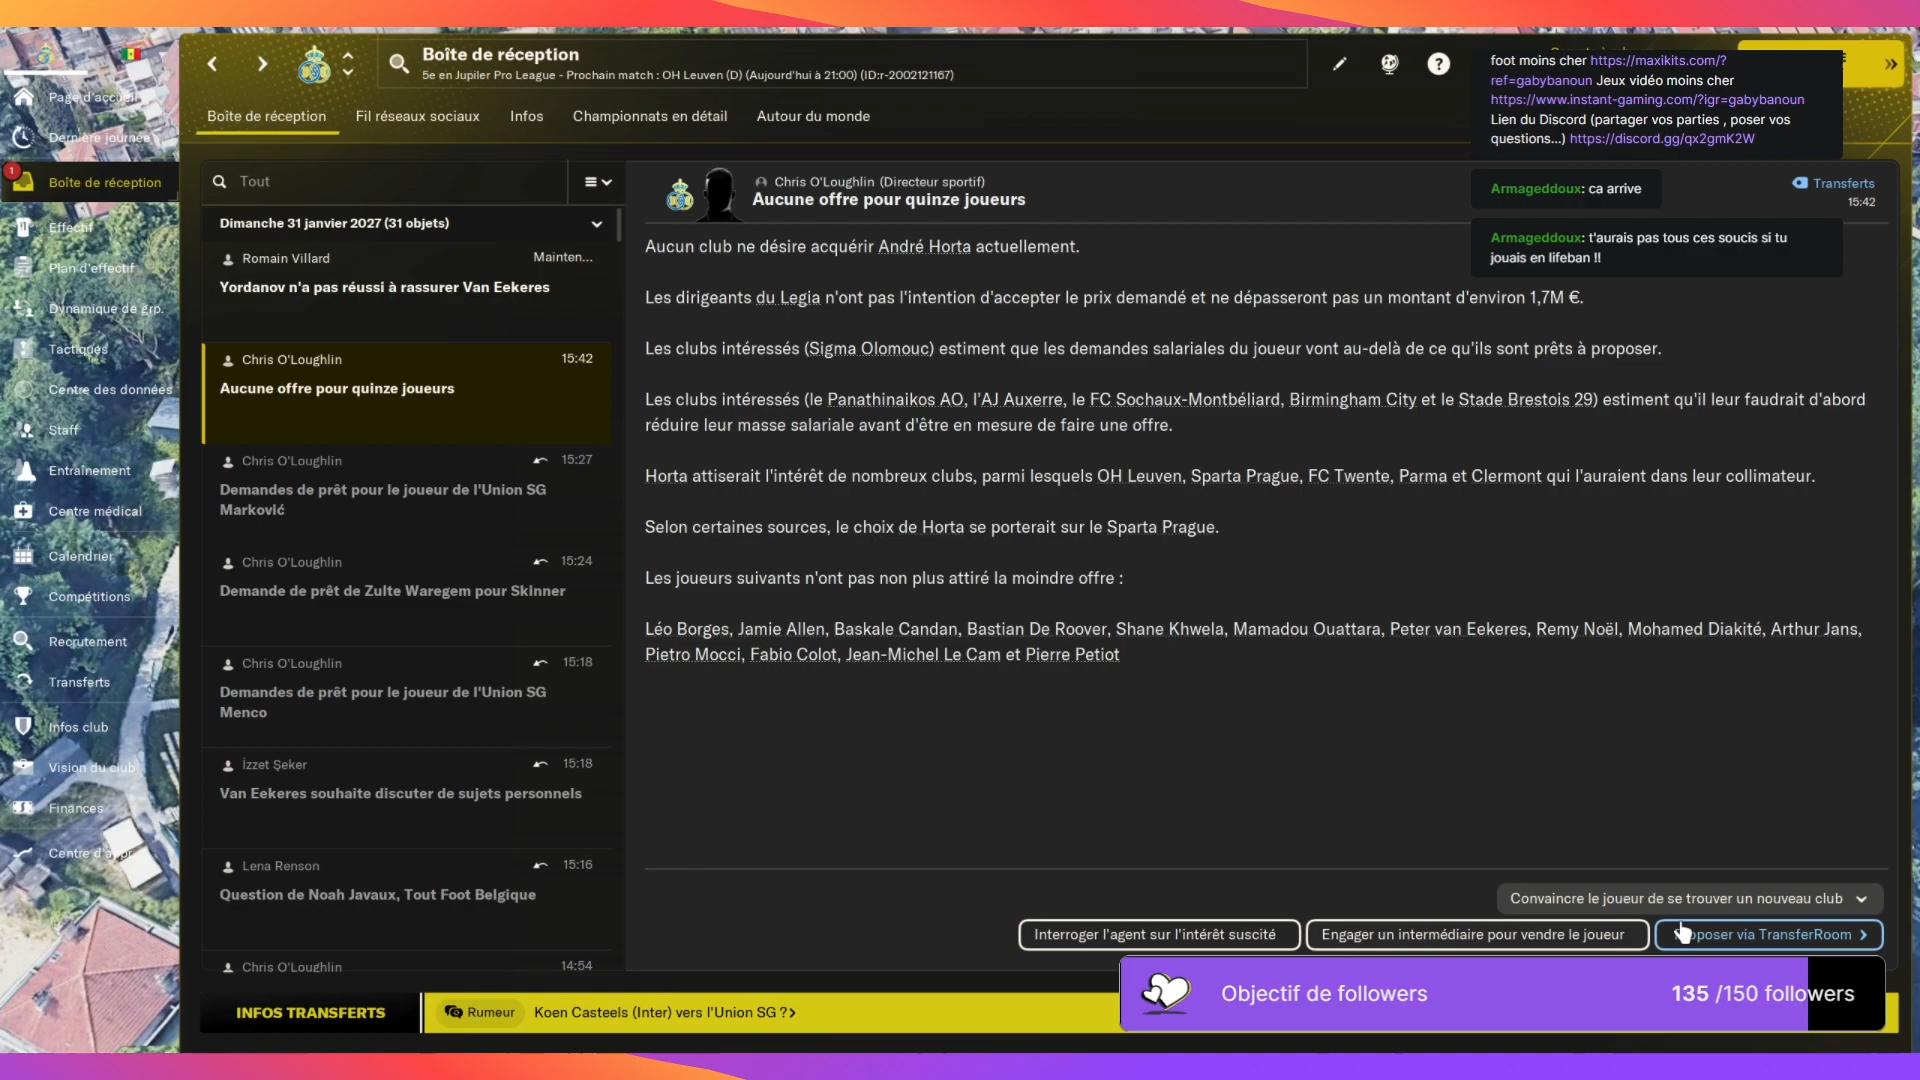 Boîte de réception
5e en Jupiler Pro League - Prochain match : OH Leuven (D) (Aujourd'hui à 21:00) (ID:r-2002121167)
foot moins cher https://maxikits.com/?
ref=gabybanoun Jeux vidéo moins cher
https://www.instant-gaming.com/?igr=gabybanoun
Lien du Discord (partager vos parties , poser vos
questions...) https://discord.gg/qx2gmK2W
Armageddoux: ca arrive
Armageddoux: t'aurais pas tous ces soucis si tu
jouais en lifeban !!
Boîte de réception
Fil réseaux sociaux
Infos
Championnats en détail
Autour du monde
Page d'accueil
Dernière journée
1
Boîte de réception
Effectif
Plan d'effectif
Dynamique de grp.
Tactiques
Centre des données
Staff
Entraînement
Centre médical
Calendrier
Compétitions
Recrutement
Transferts
Infos club
Vision du club
Finances
Centre d'appr
Tout
Dimanche 31 janvier 2027 (31 objets)
Romain Villard
Mainten...
Yordanov n'a pas réussi à rassurer Van Eekeres
Chris O'Loughlin
15:42
Aucune offre pour quinze joueurs
Chris O'Loughlin
15:27
Demandes de prêt pour le joueur de l'Union SG
Marković
Chris O'Loughlin
15:24
Demande de prêt de Zulte Waregem pour Skinner
Chris O'Loughlin
15:18
Demandes de prêt pour le joueur de l'Union SG
Menco
İzzet Şeker
15:18
Van Eekeres souhaite discuter de sujets personnels
Lena Renson
15:16
Question de Noah Javaux, Tout Foot Belgique
Chris O'Loughlin
14:54
Chris O'Loughlin (Directeur sportif)
Aucune offre pour quinze joueurs
Transferts
15:42
Aucun club ne désire acquérir André Horta actuellement.
Les dirigeants du Legia n'ont pas l'intention d'accepter le prix demandé et ne dépasseront pas un montant d'environ 1,7M €.
Les clubs intéressés (Sigma Olomouc) estiment que les demandes salariales du joueur vont au-delà de ce qu'ils sont prêts à proposer.
Les clubs intéressés (le Panathinaikos AO, l'AJ Auxerre, le FC Sochaux-Montbéliard, Birmingham City et le Stade Brestois 29) estiment qu'il leur faudrait d'abord
réduire leur masse salariale avant d'être en mesure de faire une offre.
Horta attiserait l'intérêt de nombreux clubs, parmi lesquels OH Leuven, Sparta Prague, FC Twente, Parma et Clermont qui l'auraient dans leur collimateur.
Selon certaines sources, le choix de Horta se porterait sur le Sparta Prague.
Les joueurs suivants n'ont pas non plus attiré la moindre offre :
Léo Borges, Jamie Allen, Baskale Candan, Bastian De Roover, Shane Khwela, Mamadou Ouattara, Peter van Eekeres, Remy Noël, Mohamed Diakité, Arthur Jans,
Pietro Mocci, Fabio Colot, Jean-Michel Le Cam et Pierre Petiot
Convaincre le joueur de se trouver un nouveau club
Interroger l'agent sur l'intérêt suscité
Engager un intermédiaire pour vendre le joueur
poser via TransferRoom
INFOS TRANSFERTS
Rumeur
Koen Casteels (Inter) vers l'Union SG ?
Objectif de followers
135 /150 followers